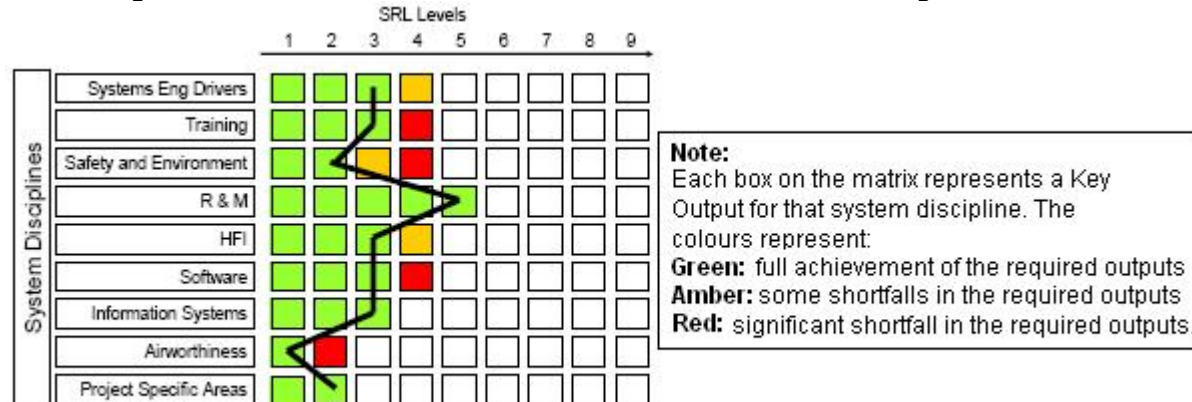 SRL Levels
1 2 3 4 5 6 7 8 9
System Disciplines
Systems Eng Drivers
Training
Safety and Environment
R & M
HFI
Software
Information Systems
Airworthiness
Project Specific Areas
Note:
Each box on the matrix represents a Key
Output for that system discipline. The
colours represent:
Green: full achievement of the required outputs
Amber: some shortfalls in the required outputs
Red: significant shortfall in the required outputs.